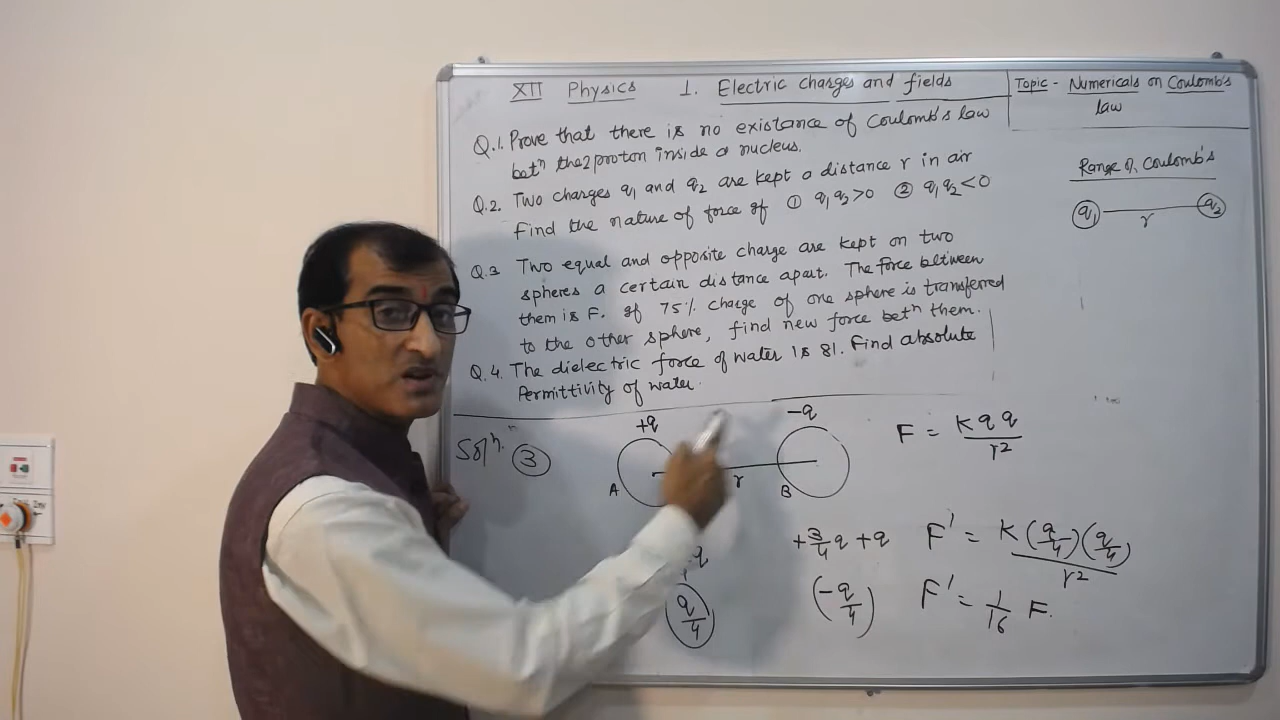 XII Physics 1. Electric charges and fields
Topic - Numericals on Coulomb's
law
Q.1. Prove that there is no existance of Coulomb's law
betⁿ the 2 proton inside a nucleus.
Q.2. Two charges q₁ and q₂ are kept a distance r in air
Find the nature of force if ① q₁q₂>0 ② q₁q₂<0
Q.3 Two equal and opposite charge are kept on two
spheres a certain distance apart. The force between
them is F. If 75% charge of one sphere is transferred
to the other sphere, find new force betⁿ them.
Q.4. The dielectric force of water is 81. Find absolute
Permittivity of water.
Range of Coulomb's
q₁ r q₂
Solⁿ. ③
+q -q
A r B
F = K q q / r²
q +3/4 q + q
q/4 (-q/4)
F' = K (q/4)(q/4) / r²
F' = 1/16 F.